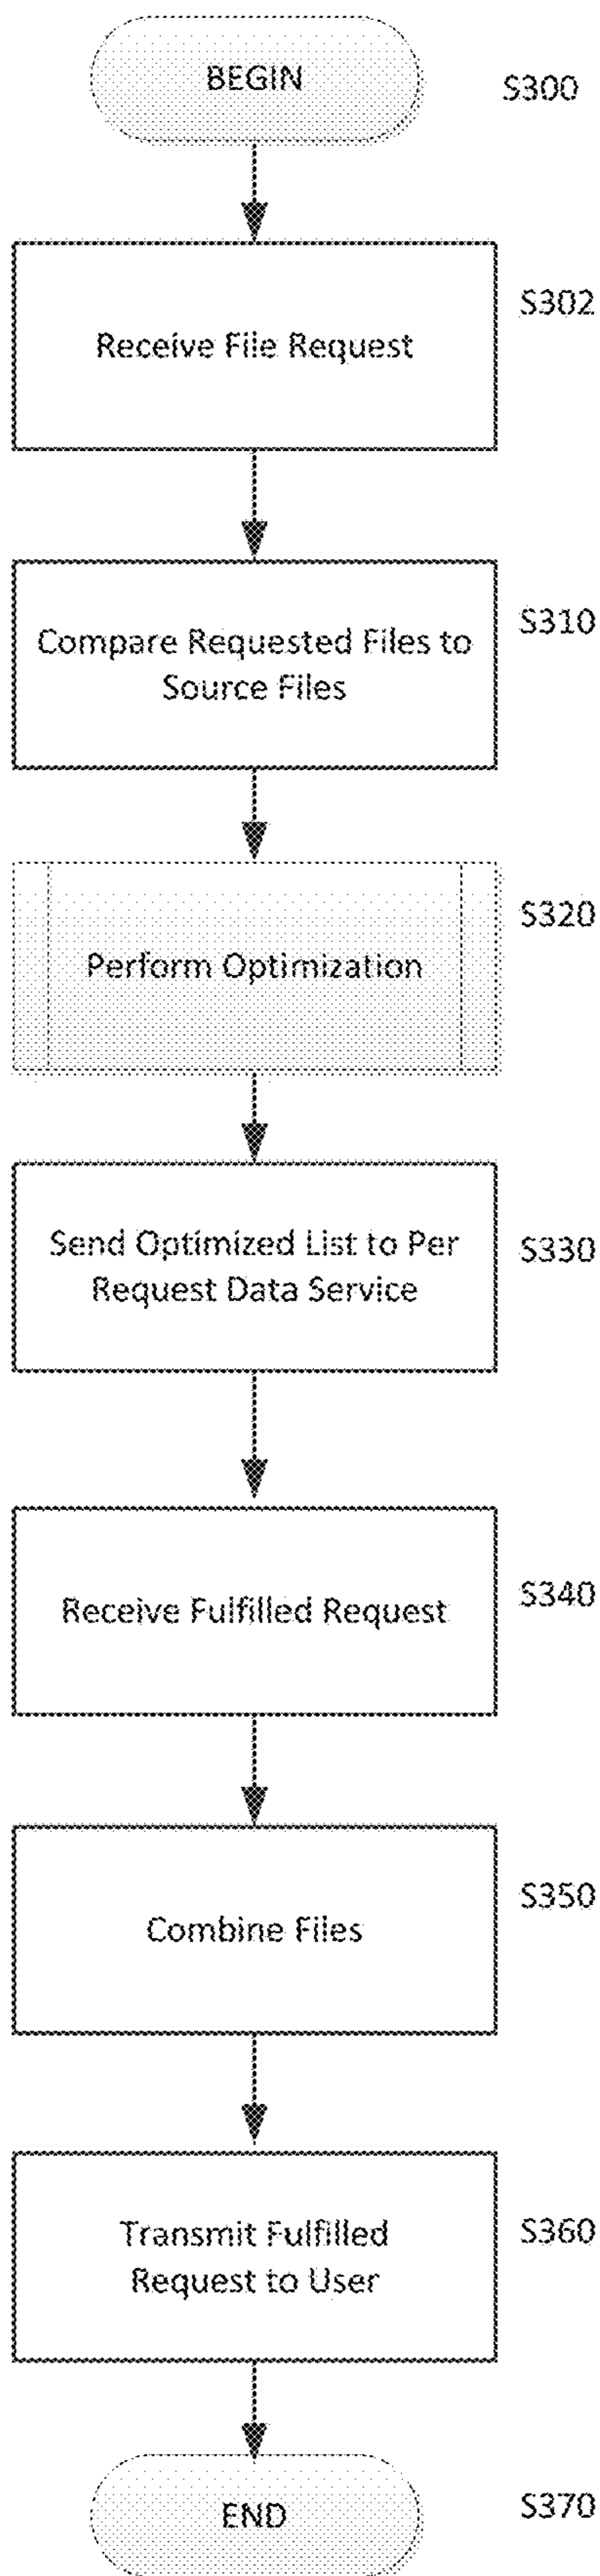 BEGIN
S300
Receive File Request
S302
Compare Requested Files to
Source Files
S310
Perform Optimization
S320
Send Optimized List to Per
Request Data Service
S330
Receive Fulfilled Request
S340
Combine Files
S350
Transmit Fulfilled
Request to User
S360
END
S370